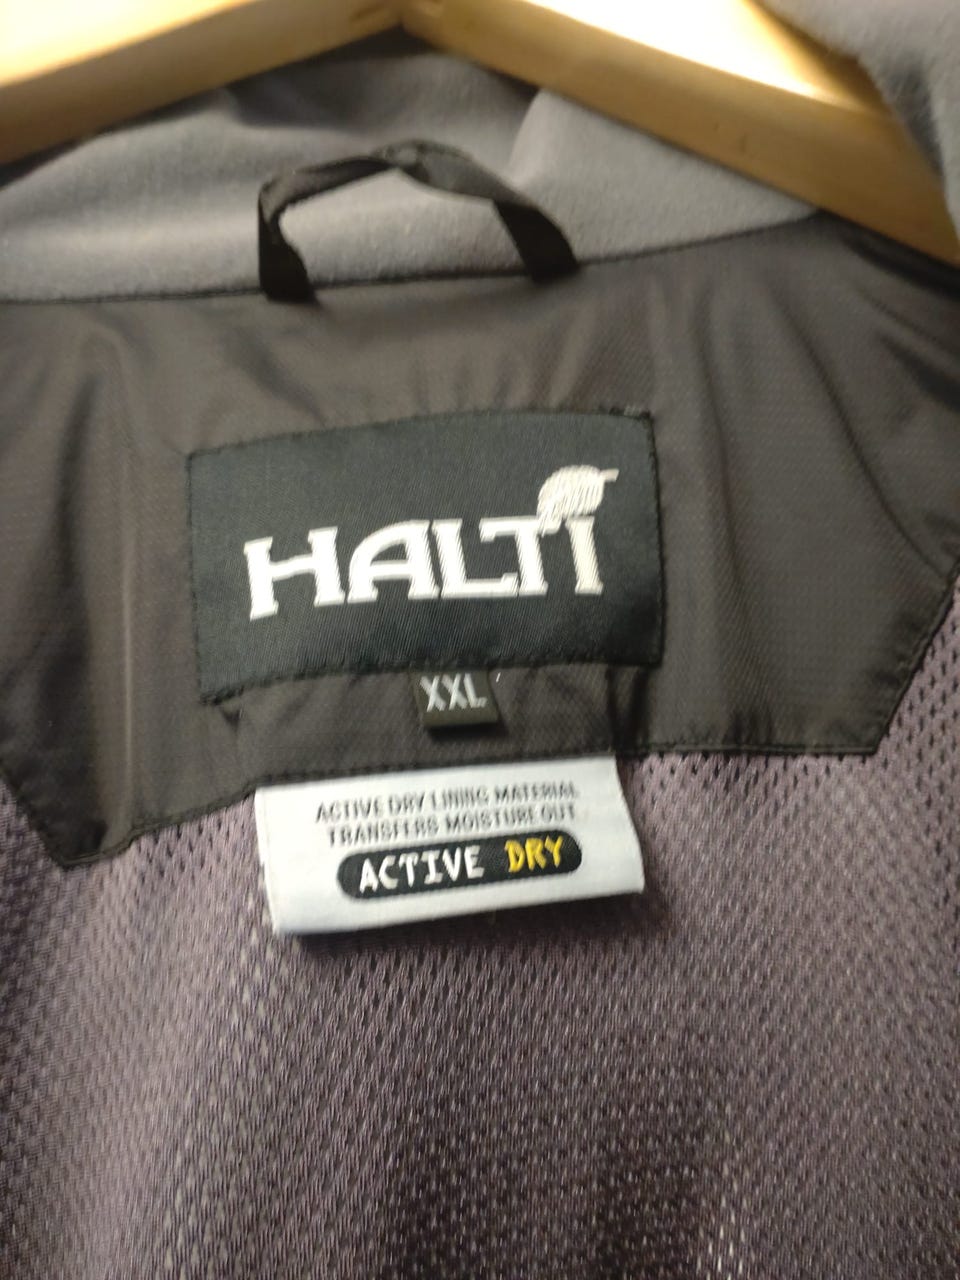 HALTI
XXL
ACTIVE DRY LINING MATERIAL
TRANSFERS MOISTURE OUT
ACTIVE DRY